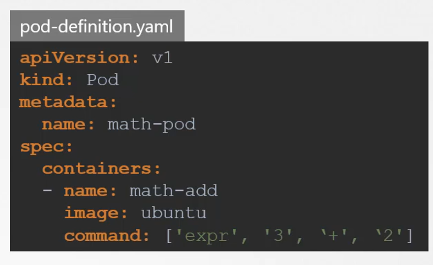 pod-definition.yaml
apiVersion: v1
kind: Pod
metadata:
  name: math-pod
spec:
  containers:
  - name: math-add
    image: ubuntu
    command: ['expr', '3', ‘+', ‘2']